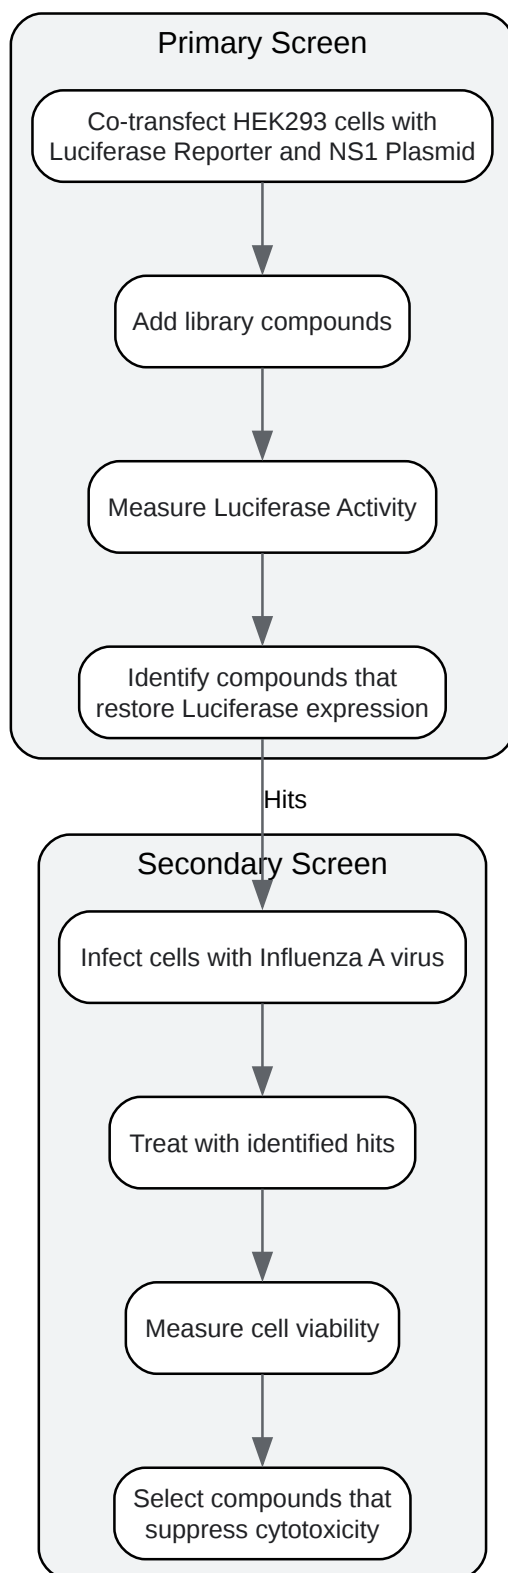 Primary Screen
Co-transfect HEK293 cells with
Luciferase Reporter and NS1 Plasmid
Add library compounds
Measure Luciferase Activity
Identify compounds that
restore Luciferase expression
Hits
Secondary Screen
Infect cells with Influenza A virus
Treat with identified hits
Measure cell viability
Select compounds that
suppress cytotoxicity